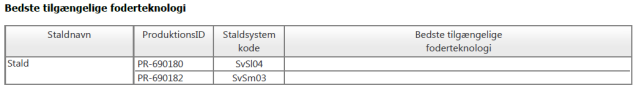 Bedste tilgængelige foderteknologi
Staldnavn ProduktionsID Staldsystem kode Bedste tilgængelige foderteknologi
Stald PR-690180 SvSl04
PR-690182 SvSm03